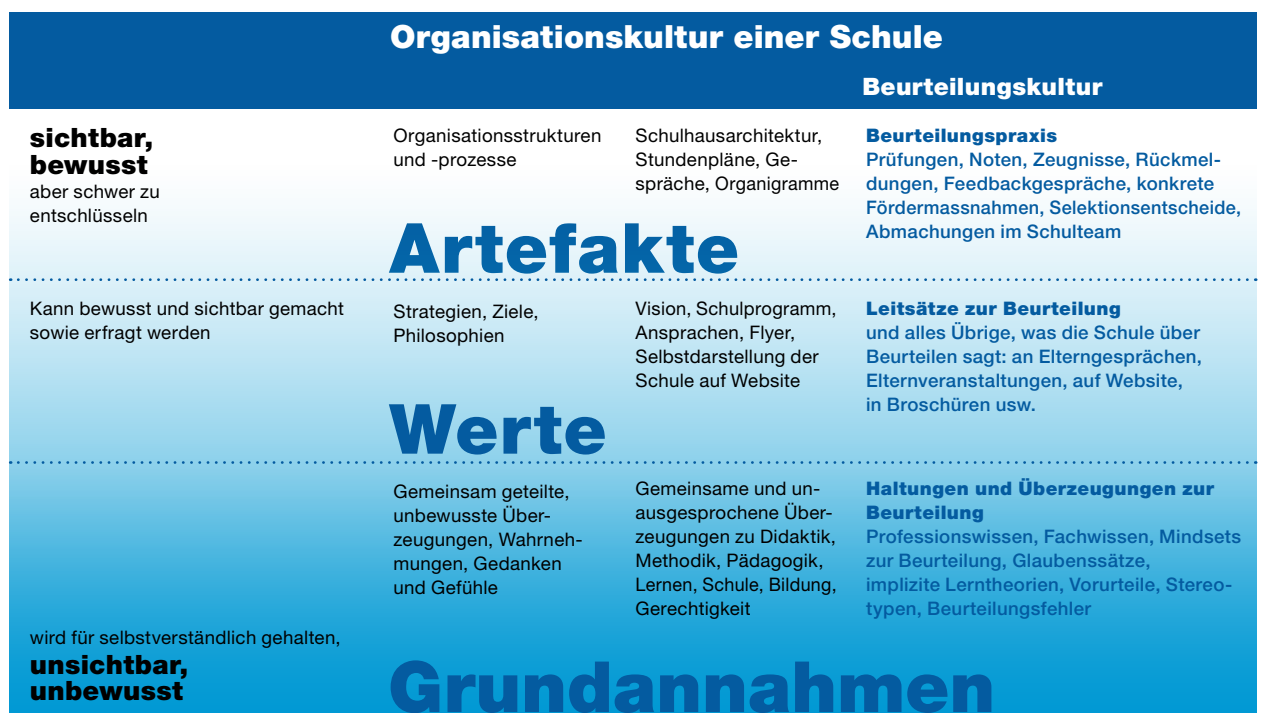 Organisationskultur einer Schule
Beurteilungskultur
sichtbar,
bewusst
aber schwer zu
entschlüsseln
Organisationsstrukturen
und -prozesse
Schulhausarchitektur,
Stundenpläne, Ge-
spräche, Organigramme
Beurteilungspraxis
Prüfungen, Noten, Zeugnisse, Rückmel-
dungen, Feedbackgespräche, konkrete
Fördermassnahmen, Selektionsentscheide,
Abmachungen im Schulteam
Artefakte
Kann bewusst und sichtbar gemacht
sowie erfragt werden
Strategien, Ziele,
Philosophien
Vision, Schulprogramm,
Ansprachen, Flyer,
Selbstdarstellung der
Schule auf Website
Leitsätze zur Beurteilung
und alles Übrige, was die Schule über
Beurteilen sagt: an Elterngesprächen,
Elternveranstaltungen, auf Website,
in Broschüren usw.
Werte
Gemeinsam geteilte,
unbewusste Über-
zeugungen, Wahrneh-
mungen, Gedanken
und Gefühle
Gemeinsame und un-
ausgesprochene Über-
zeugungen zu Didaktik,
Methodik, Pädagogik,
Lernen, Schule, Bildung,
Gerechtigkeit
Haltungen und Überzeugungen zur
Beurteilung
Professionswissen, Fachwissen, Mindsets
zur Beurteilung, Glaubenssätze,
implizite Lerntheorien, Vorurteile, Stereo-
typen, Beurteilungsfehler
wird für selbstverständlich gehalten,
unsichtbar,
unbewusst
Grundannahmen